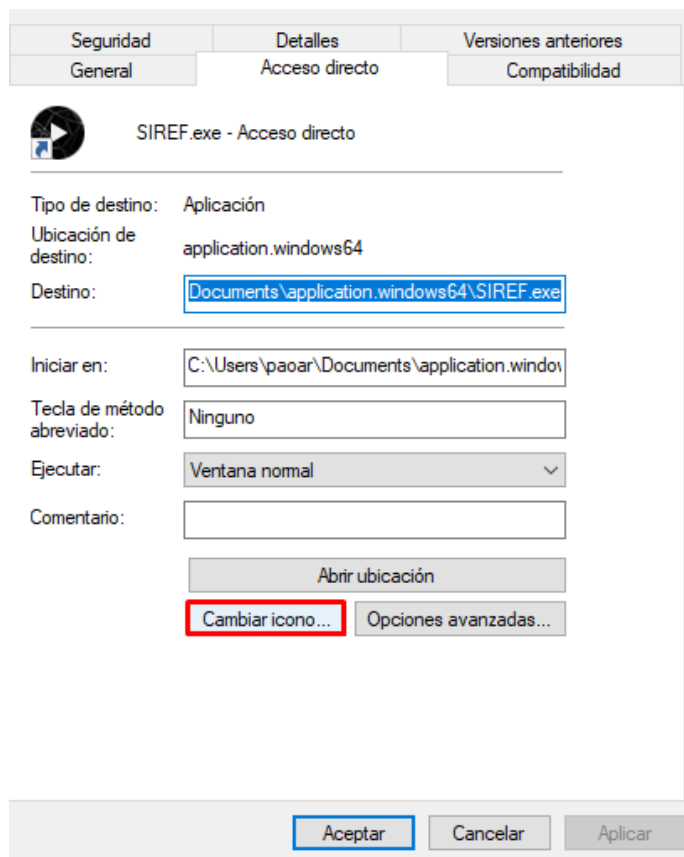 Seguridad Detalles Versiones anteriores
General Acceso directo Compatibilidad
SIREF.exe - Acceso directo
Tipo de destino: Aplicación
Ubicación de
destino: application.windows64
Destino: Documents\application.windows64\SIREF.exe
Iniciar en: C:\Users\paoar\Documents\application.window
Tecla de método
abreviado: Ninguno
Ejecutar: Ventana normal
Comentario:
Abrir ubicación
Cambiar icono... Opciones avanzadas...
Aceptar Cancelar Aplicar